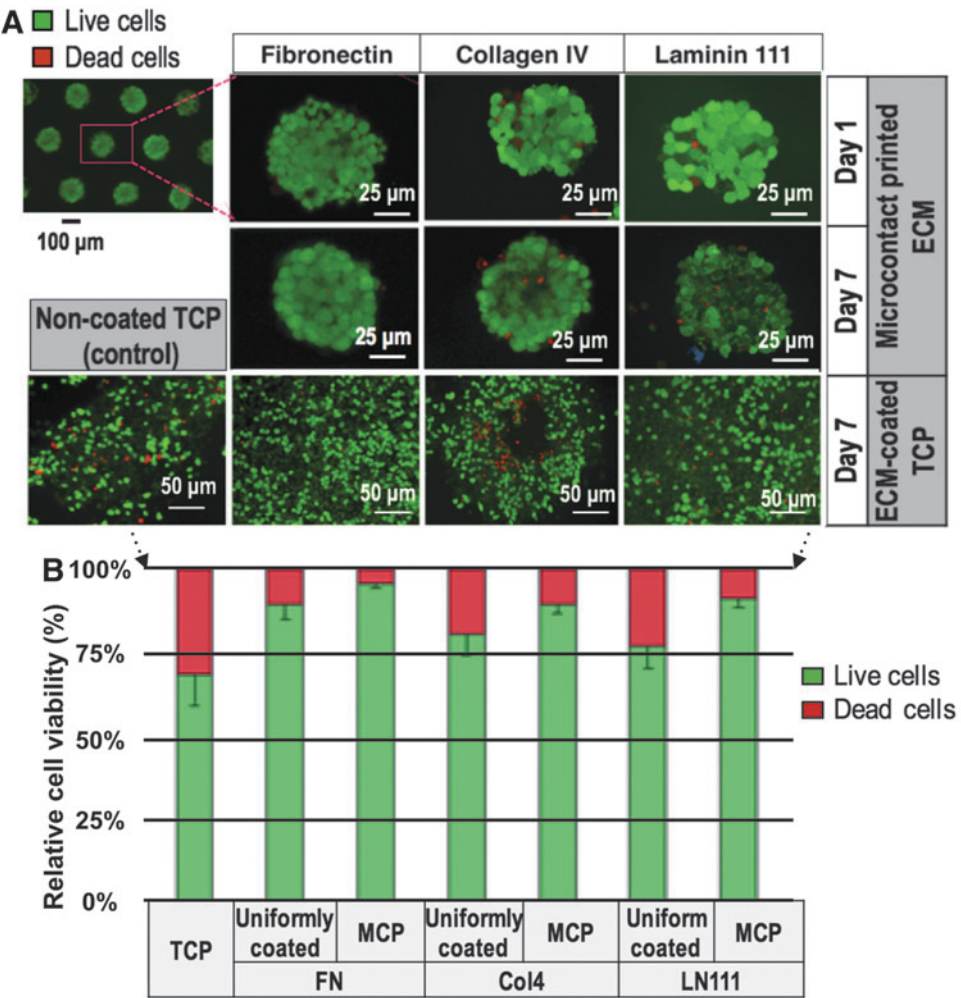 A
Live cells
Dead cells
Fibronectin
Collagen IV
Laminin 111
25 µm
25 µm
25 µm
Day 1
Microcontact printed
ECM
100 µm
25 µm
25 µm
25 µm
Day 7
Non-coated TCP
(control)
50 µm
50 µm
50 µm
50 µm
Day 7
ECM-coated
TCP
B
100%
75%
50%
25%
0%
Relative cell viability (%)
Live cells
Dead cells
TCP
Uniformly
coated
MCP
Uniformly
coated
MCP
Uniform
coated
MCP
FN
Col4
LN111